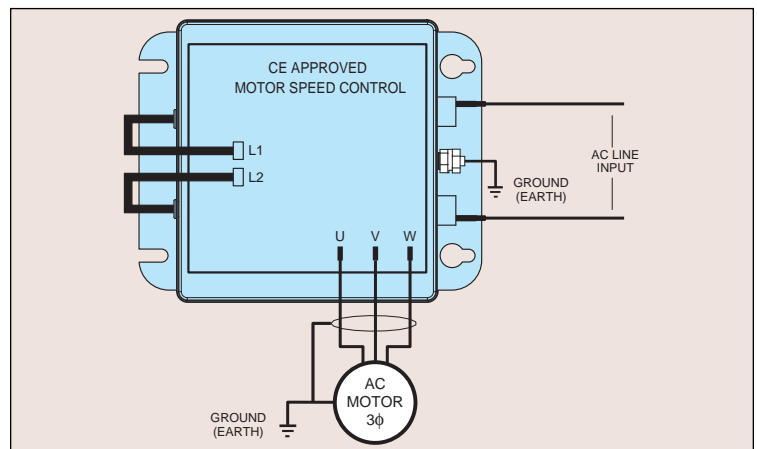 CE APPROVED
MOTOR SPEED CONTROL
L1
L2
AC LINE
INPUT
GROUND
(EARTH)
U V W
AC
MOTOR
3ϕ
GROUND
(EARTH)